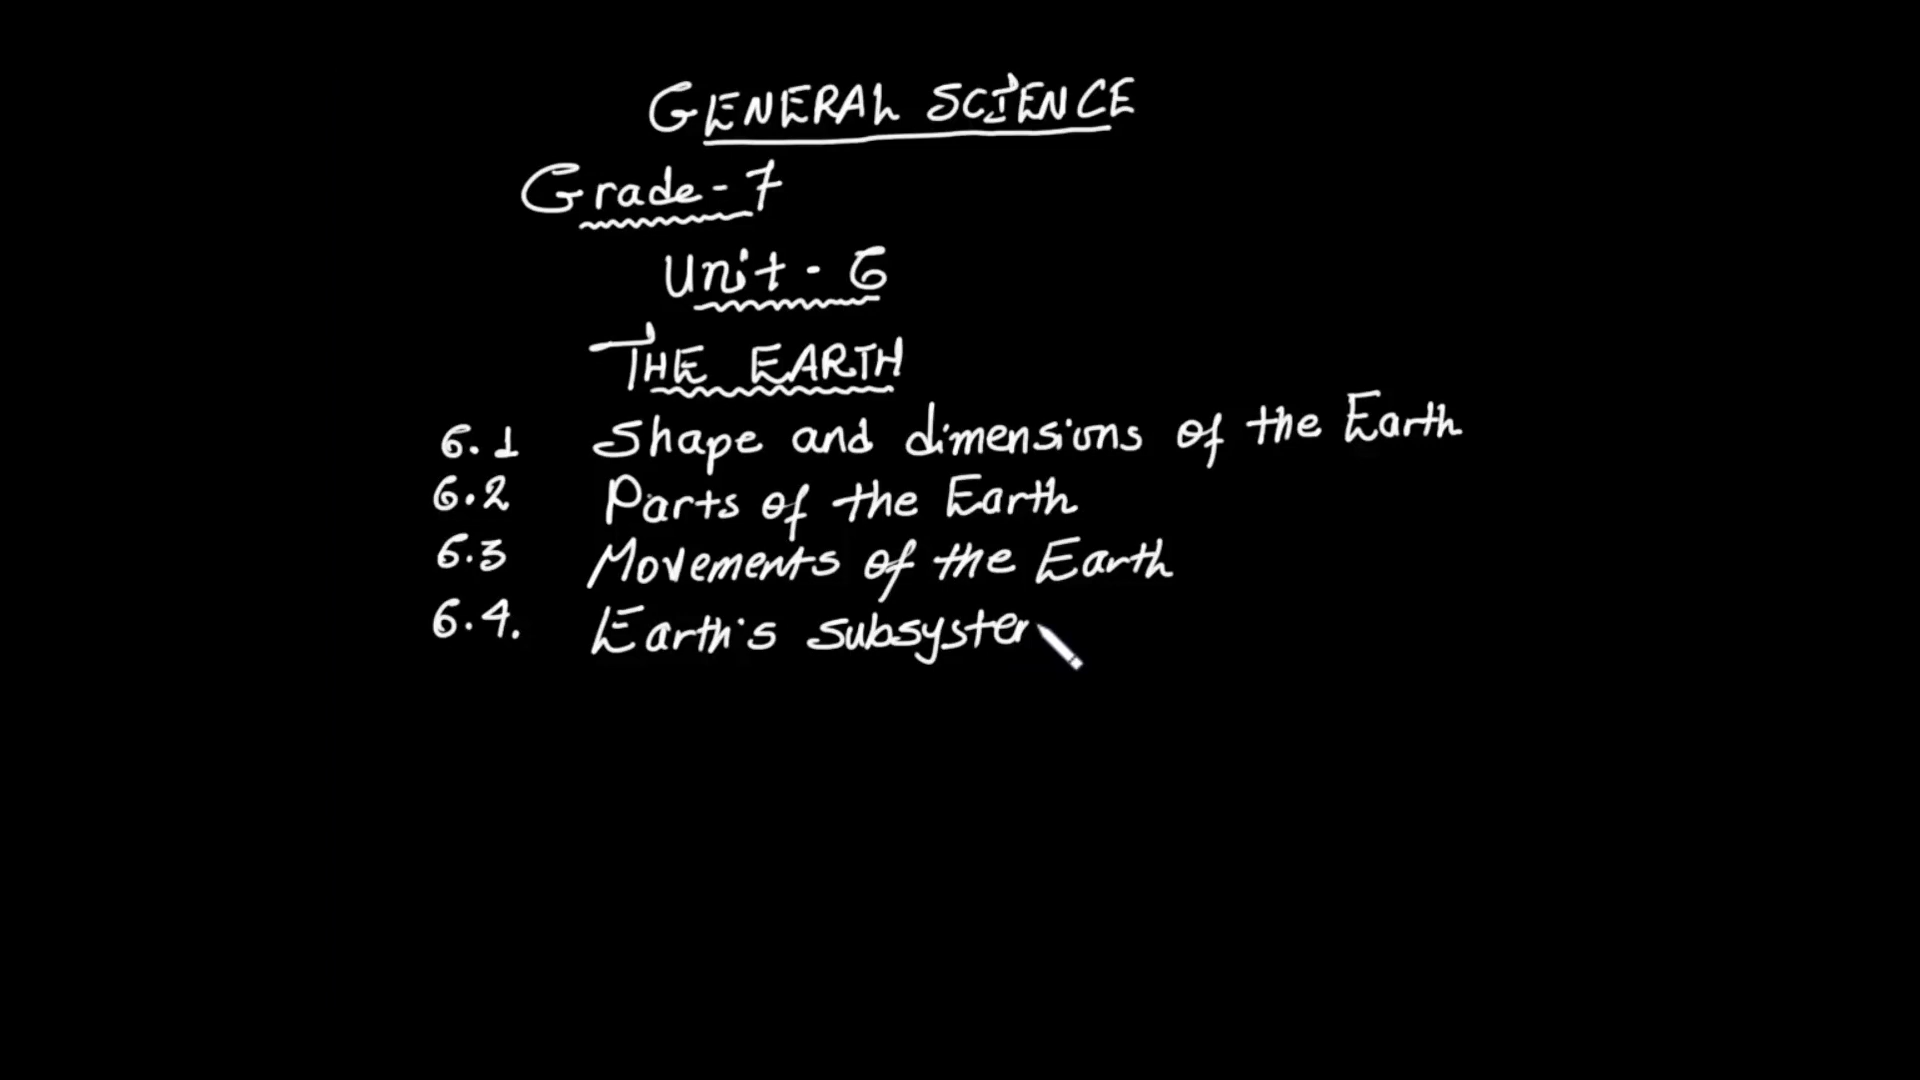 GENERAL SCIENCE
Grade-7
Unit - 6
THE EARTH
6.1 Shape and dimensions of the Earth
6.2 Parts of the Earth
6.3 Movements of the Earth
6.4. Earth's subsyster